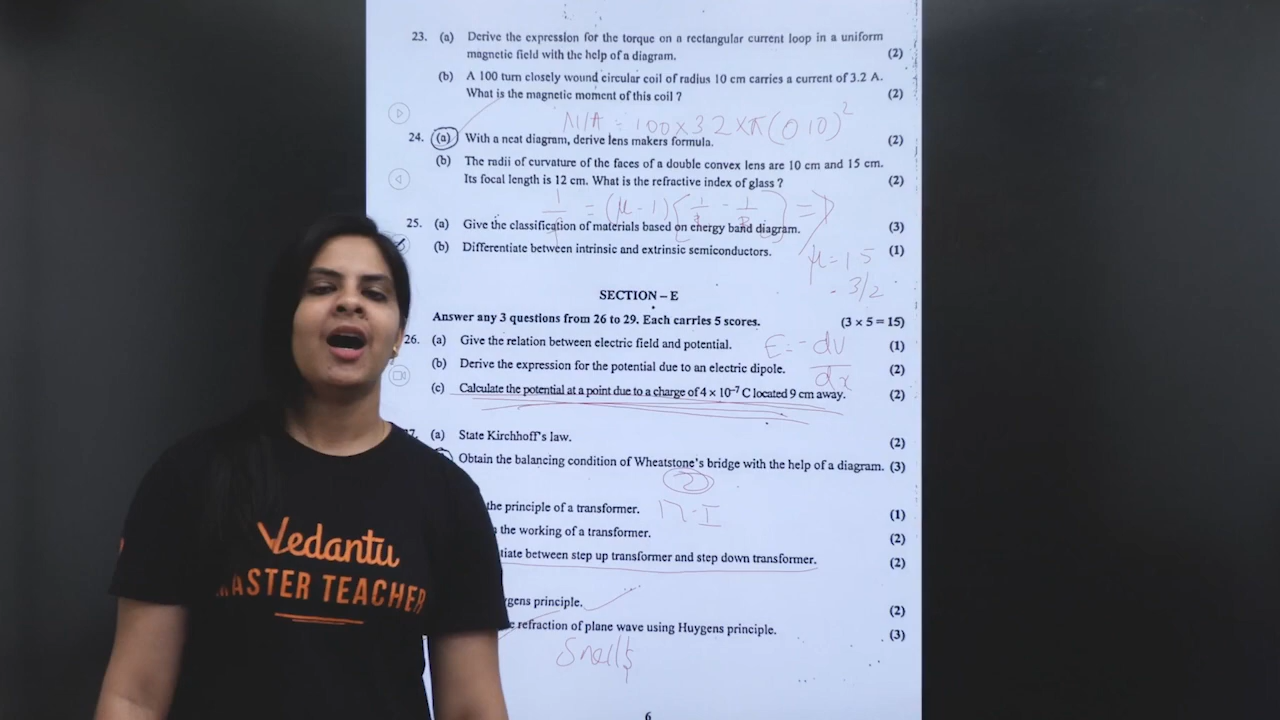 23. (a) Derive the expression for the torque on a rectangular current loop in a uniform
magnetic field with the help of a diagram. (2)
(b) A 100 turn closely wound circular coil of radius 10 cm carries a current of 3.2 A.
What is the magnetic moment of this coil ? (2)
NIA = 100×3.2×π(0.10)²
24. (a) With a neat diagram, derive lens makers formula. (2)
(b) The radii of curvature of the faces of a double convex lens are 10 cm and 15 cm.
Its focal length is 12 cm. What is the refractive index of glass ? (2)
25. (a) Give the classification of materials based on energy band diagram. (3)
(b) Differentiate between intrinsic and extrinsic semiconductors. (1)
μ = 1.5
3/2
SECTION – E
Answer any 3 questions from 26 to 29. Each carries 5 scores. (3 × 5 = 15)
26. (a) Give the relation between electric field and potential. E = -dv/dx (1)
(b) Derive the expression for the potential due to an electric dipole. (2)
(c) Calculate the potential at a point due to a charge of 4 × 10⁻⁷ C located 9 cm away. (2)
(a) State Kirchhoff's law. (2)
Obtain the balancing condition of Wheatstone's bridge with the help of a diagram. (3)
2
the principle of a transformer. M.I (1)
the working of a transformer. (2)
tiate between step up transformer and step down transformer. (2)
gens principle. (2)
refraction of plane wave using Huygens principle. (3)
Snell's
6
Vedantu
MASTER TEACHER